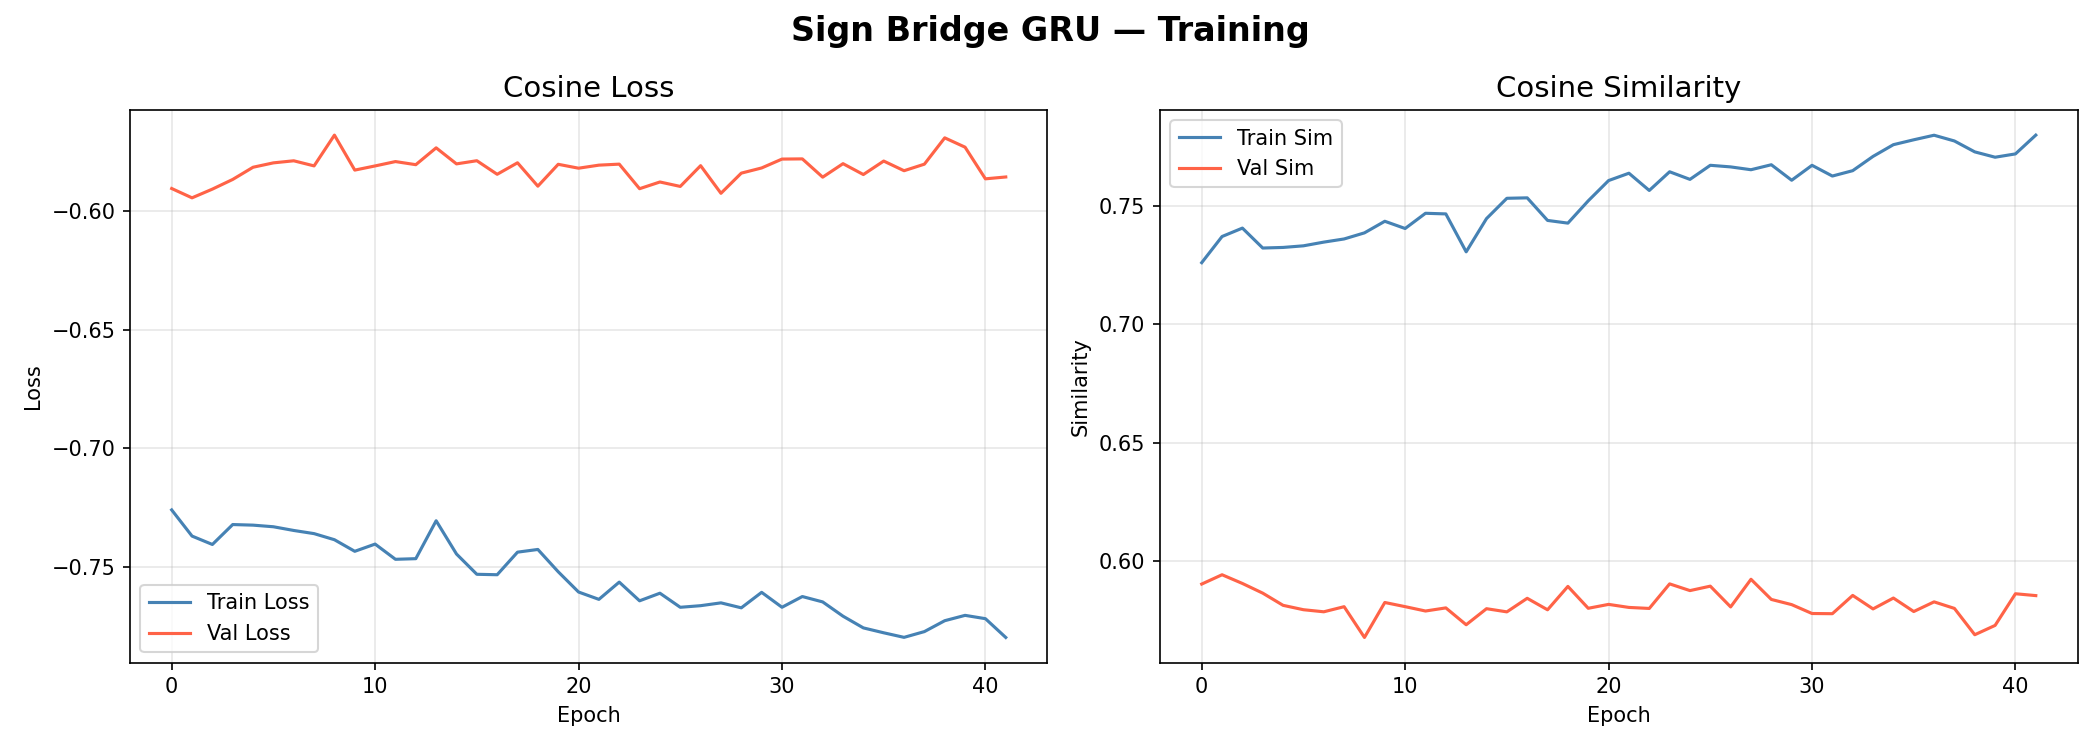 Sign Bridge GRU — Training
Cosine Loss
Loss
−0.60
−0.65
−0.70
−0.75
Train Loss
Val Loss
0 10 20 30 40
Epoch
Cosine Similarity
Similarity
Train Sim
Val Sim
0.75
0.70
0.65
0.60
0 10 20 30 40
Epoch